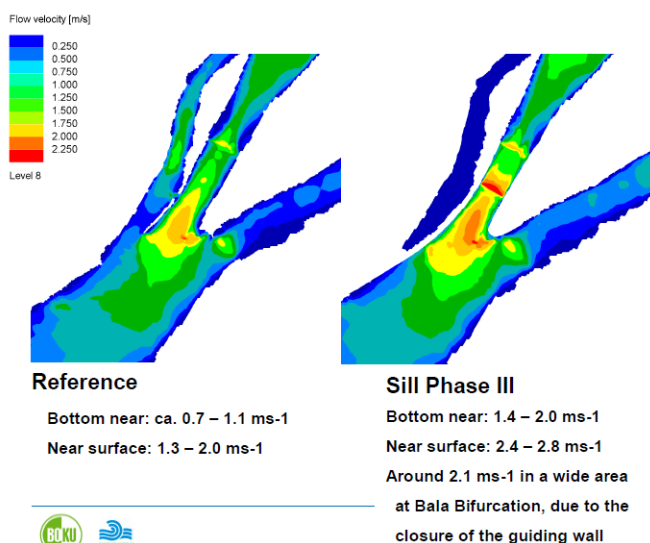 Flow velocity [m/s]
0.250
0.500
0.750
1.000
1.250
1.500
1.750
2.000
2.250
Level 8
Reference
Bottom near: ca. 0.7 – 1.1 ms-1
Near surface: 1.3 – 2.0 ms-1
Sill Phase III
Bottom near: 1.4 – 2.0 ms-1
Near surface: 2.4 – 2.8 ms-1
Around 2.1 ms-1 in a wide area
at Bala Bifurcation, due to the
closure of the guiding wall
BOKU